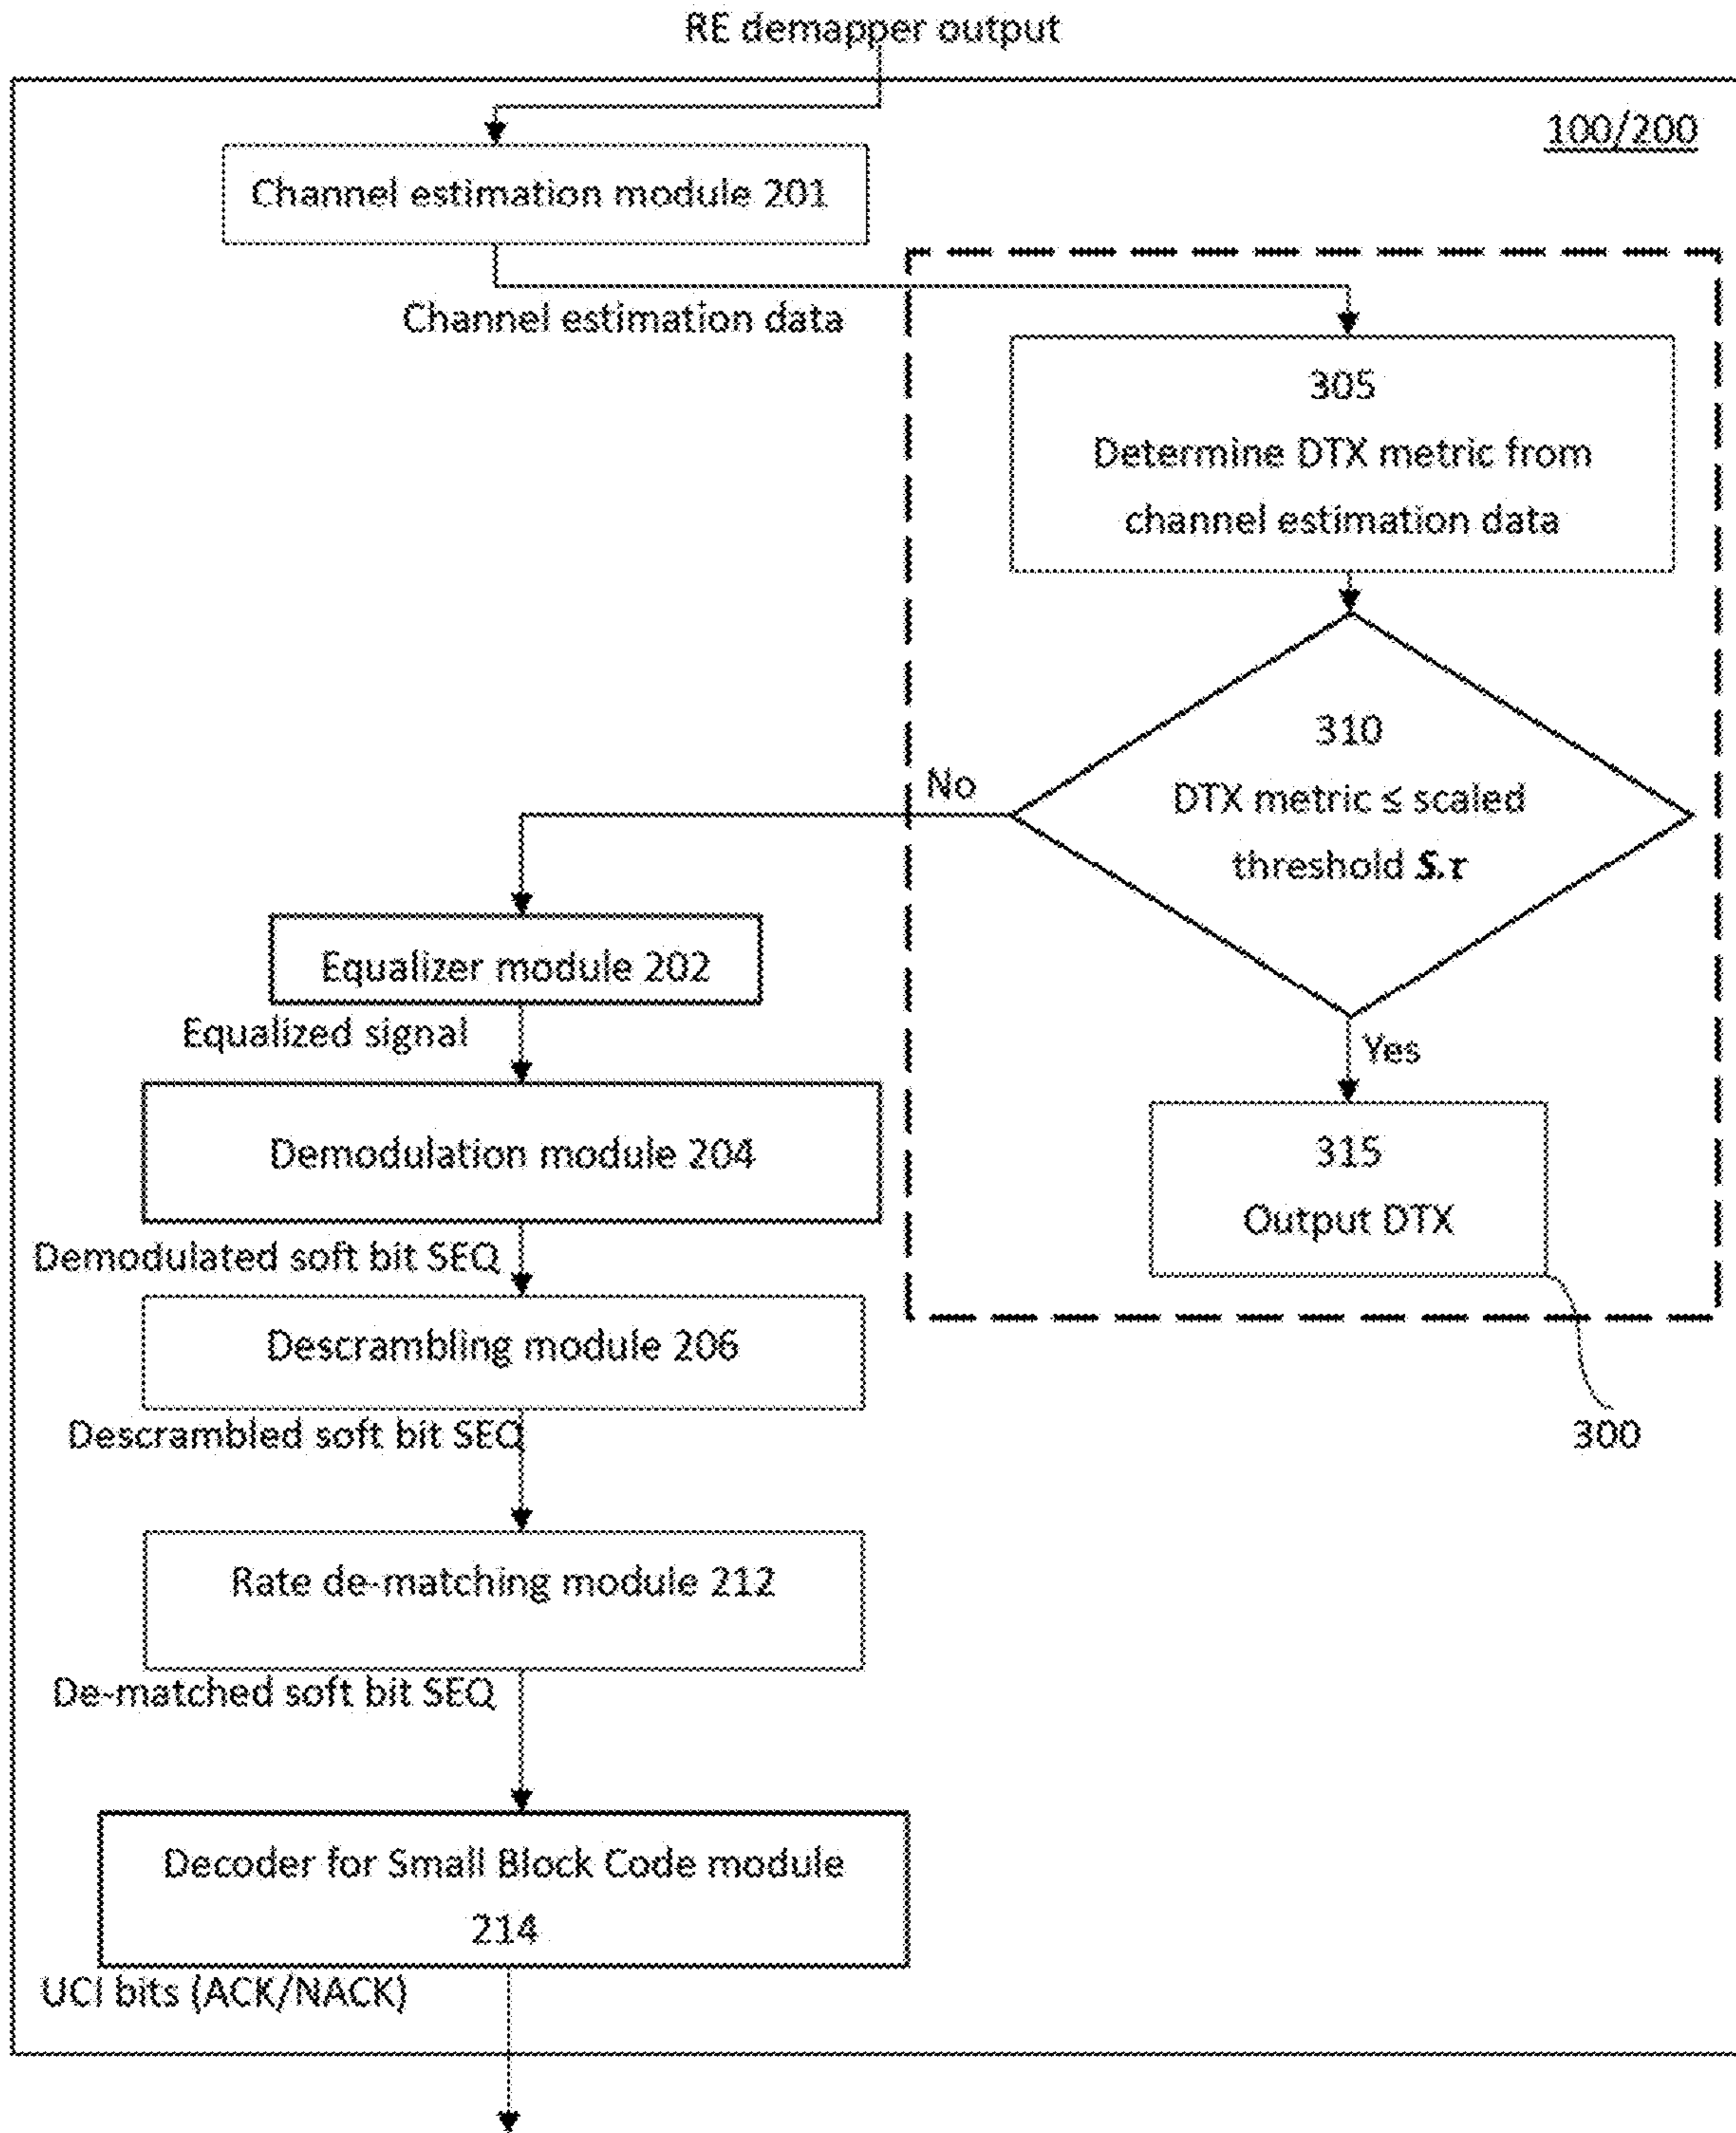 RE demapper output
100/200
Channel estimation module 201
Channel estimation data
305
Determine DTX metric from
channel estimation data
310
DTX metric ≤ scaled
threshold S.τ
No
Yes
Equalizer module 202
Equalized signal
Demodulation module 204
315
Output DTX
Demodulated soft bit SEQ
Descrambling module 206
Descrambled soft bit SEQ
300
Rate de-matching module 212
De-matched soft bit SEQ
Decoder for Small Block Code module
214
UCI bits (ACK/NACK)